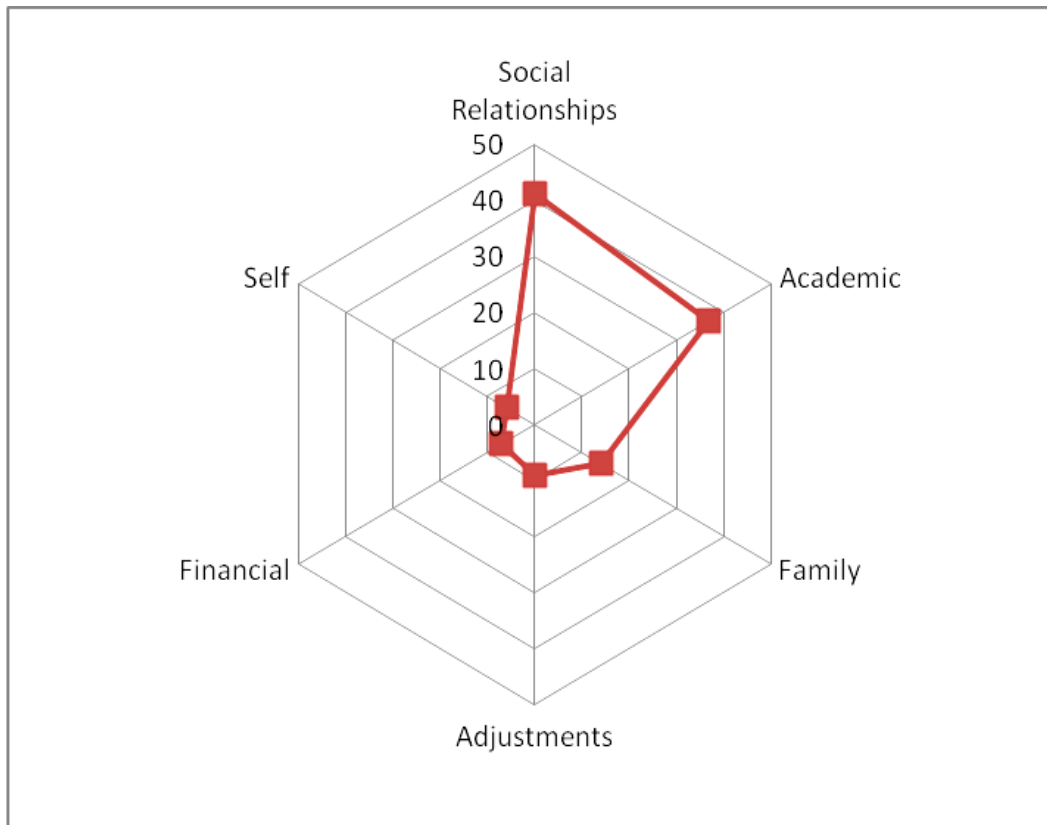 Social
Relationships
50
40
30
20
10
0
Self
Academic
Financial
Family
Adjustments